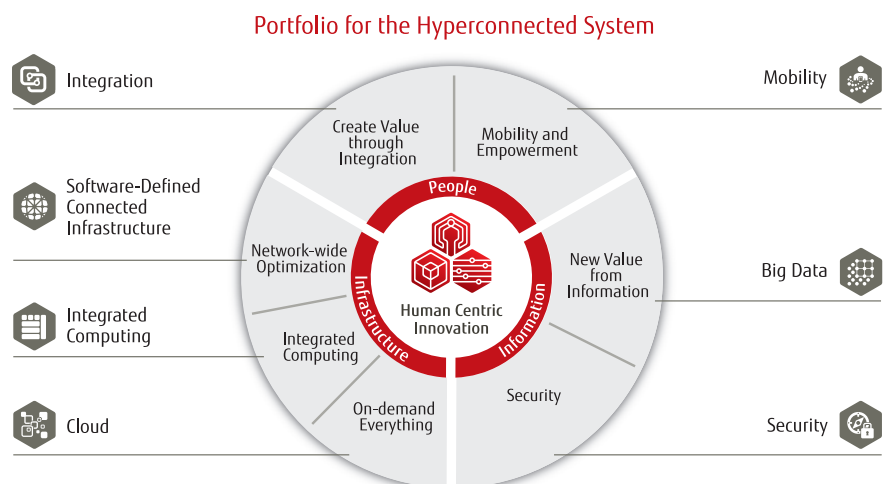 Portfolio for the Hyperconnected System
Integration
Mobility
Create Value
through
Integration
Mobility and
Empowerment
People
Software-Defined
Connected
Infrastructure
Network-wide
Optimization
New Value
from
Information
Big Data
Human Centric
Innovation
Infrastructure
Information
Integrated
Computing
Integrated
Computing
Security
On-demand
Everything
Cloud
Security